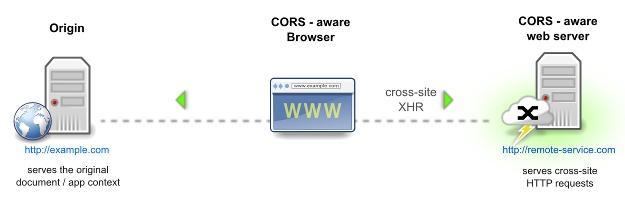 Origin
CORS - aware
Browser
CORS - aware
web server
www.example.com
WWW
cross-site
XHR
http://example.com
http://remote-service.com
serves the original
document / app context
serves cross-site
HTTP requests